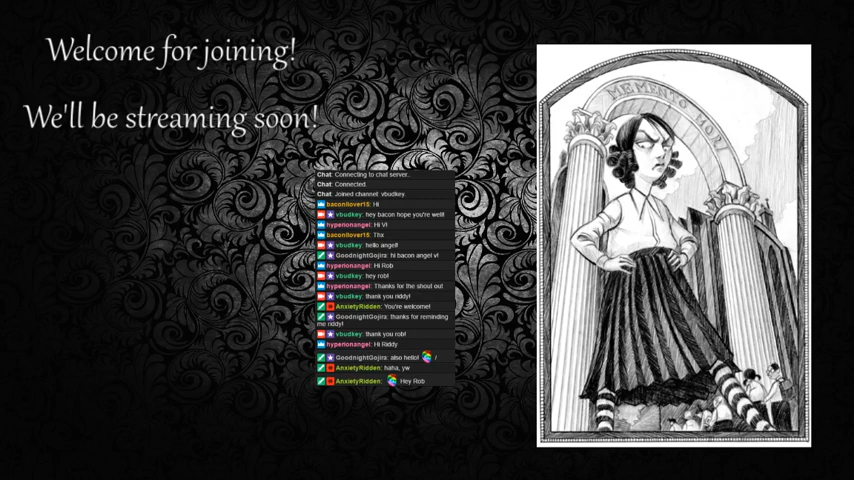 Welcome for joining!
We'll be streaming soon!
MEMENTO MORI
Chat: Connecting to chat server..
Chat: Connected.
Chat: Joined channel: vbudkey.
baconllover15: Hi
vbudkey: hey bacon hope you're well!
hyperionangel: Hi V!
baconllover15: Thx
vbudkey: hello angel!
GoodnightGojira: hi bacon angel v!
hyperionangel: Hi Rob
vbudkey: hey rob!
hyperionangel: Thanks for the shout out!
vbudkey: thank you riddy!
AnxietyRidden: You're welcome!
GoodnightGojira: thanks for reminding
me riddy!
vbudkey: thank you rob!
hyperionangel: Hi Riddy
GoodnightGojira: also hello! /
AnxietyRidden: haha, yw
AnxietyRidden: Hey Rob